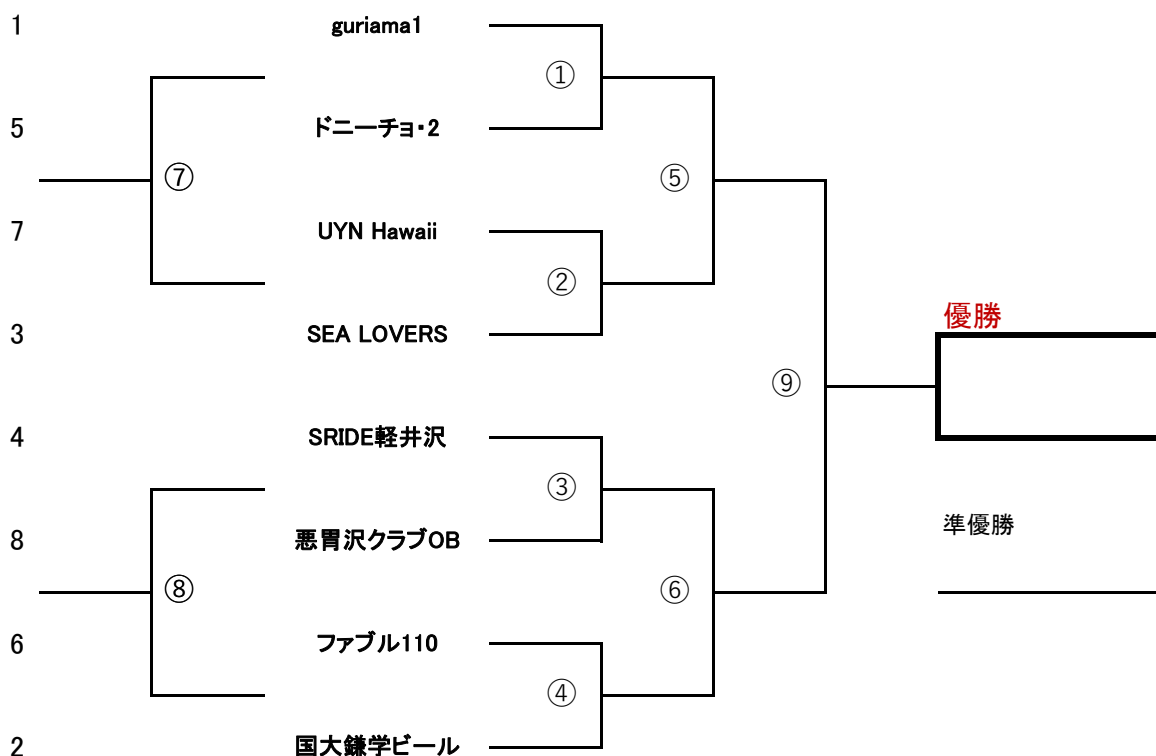 1 guriama1
①
5 ドニーチョ・2
⑦ ⑤
7 UYN Hawaii
②
優勝
3 SEA LOVERS
⑨
4 SRIDE軽井沢
③
準優勝
8 悪胃沢クラブOB
⑧ ⑥
6 ファブル110
④
2 国大鎌学ビール